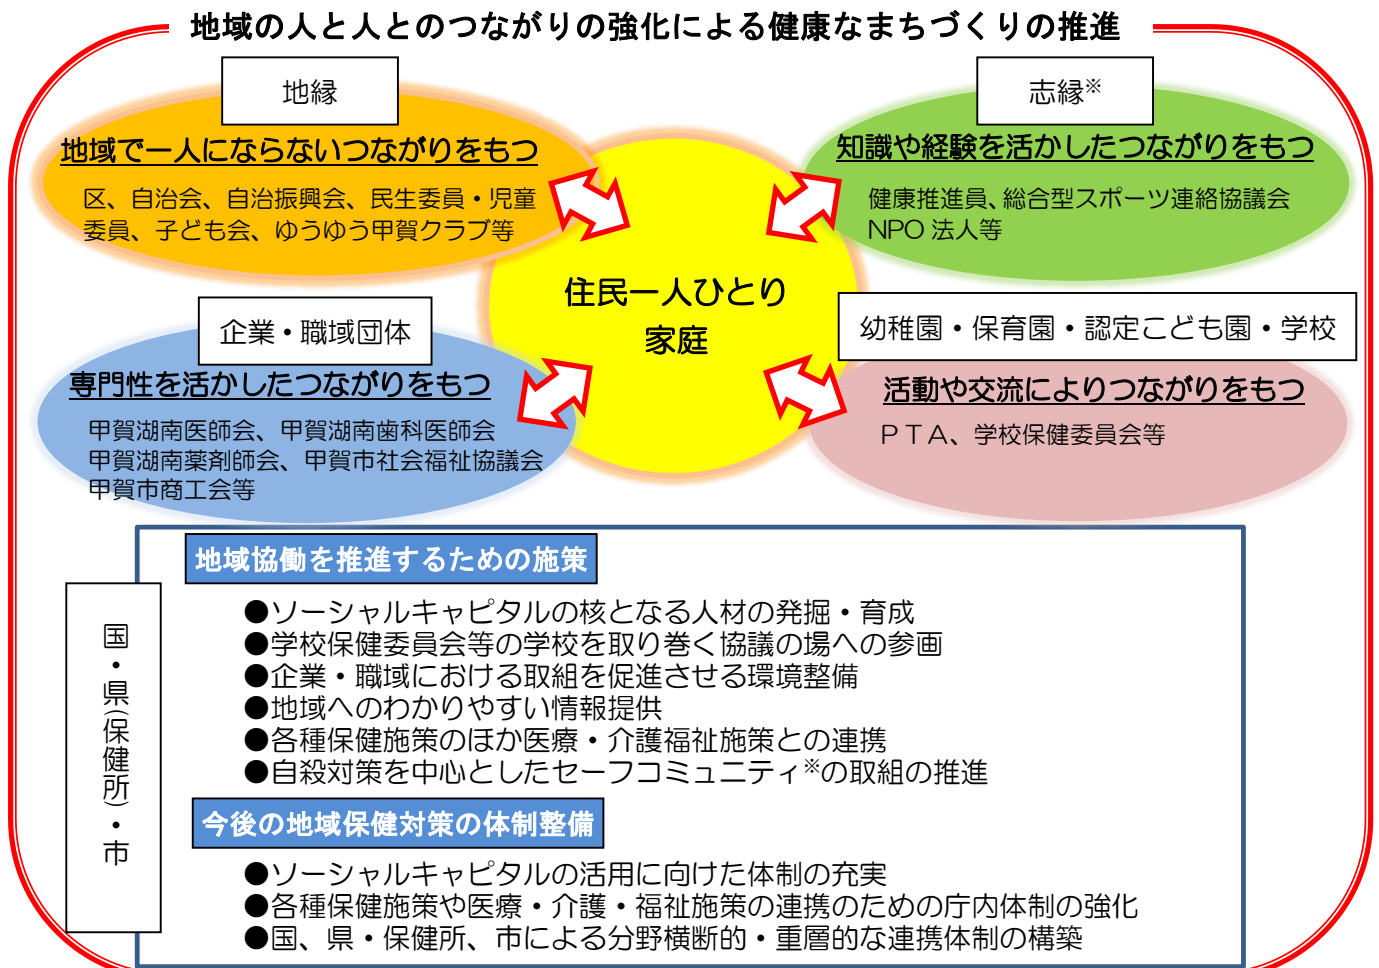 地域の人と人とのつながりの強化による健康なまちづくりの推進
地縁
地域で一人にならないつながりをもつ
区、自治会、自治振興会、民生委員・児童
委員、子ども会、ゆうゆう甲賀クラブ等
志縁※
知識や経験を活かしたつながりをもつ
健康推進員、総合型スポーツ連絡協議会
NPO 法人等
住民一人ひとり
家庭
企業・職域団体
専門性を活かしたつながりをもつ
甲賀湖南医師会、甲賀湖南歯科医師会
甲賀湖南薬剤師会、甲賀市社会福祉協議会
甲賀市商工会等
幼稚園・保育園・認定こども園・学校
活動や交流によりつながりをもつ
ＰＴＡ、学校保健委員会等
国・県(保健所)・市
地域協働を推進するための施策
●ソーシャルキャピタルの核となる人材の発掘・育成
●学校保健委員会等の学校を取り巻く協議の場への参画
●企業・職域における取組を促進させる環境整備
●地域へのわかりやすい情報提供
●各種保健施策のほか医療・介護福祉施策との連携
●自殺対策を中心としたセーフコミュニティ※の取組の推進
今後の地域保健対策の体制整備
●ソーシャルキャピタルの活用に向けた体制の充実
●各種保健施策や医療・介護・福祉施策の連携のための庁内体制の強化
●国、県・保健所、市による分野横断的・重層的な連携体制の構築